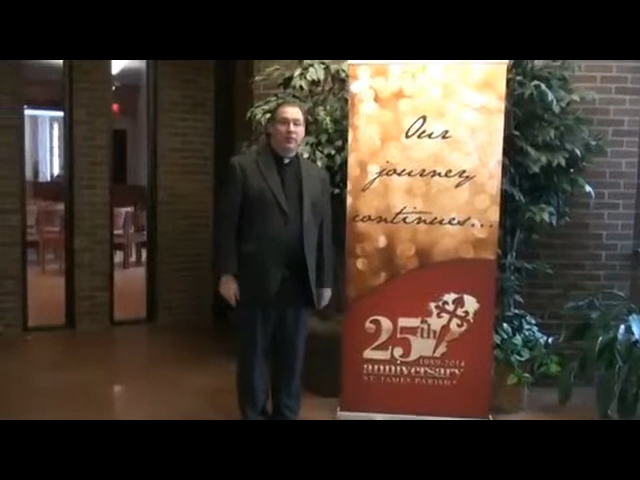 Our
journey
continues...
25th
1989-2014
anniversary
ST. JAMES PARISH